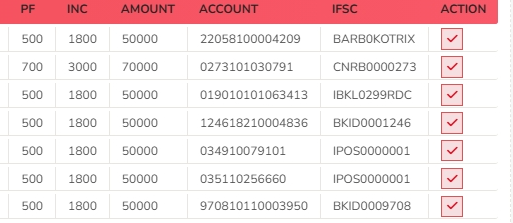 PF INC AMOUNT ACCOUNT IFSC ACTION
500 1800 50000 22058100004209 BARB0KOTRIX
700 3000 70000 0273101030791 CNRB0000273
500 1800 50000 019010101063413 IBKL0299RDC
500 1800 50000 124618210004836 BKID0001246
500 1800 50000 034910079101 IPOS0000001
500 1800 50000 035110256660 IPOS0000001
500 1800 50000 970810110003950 BKID0009708